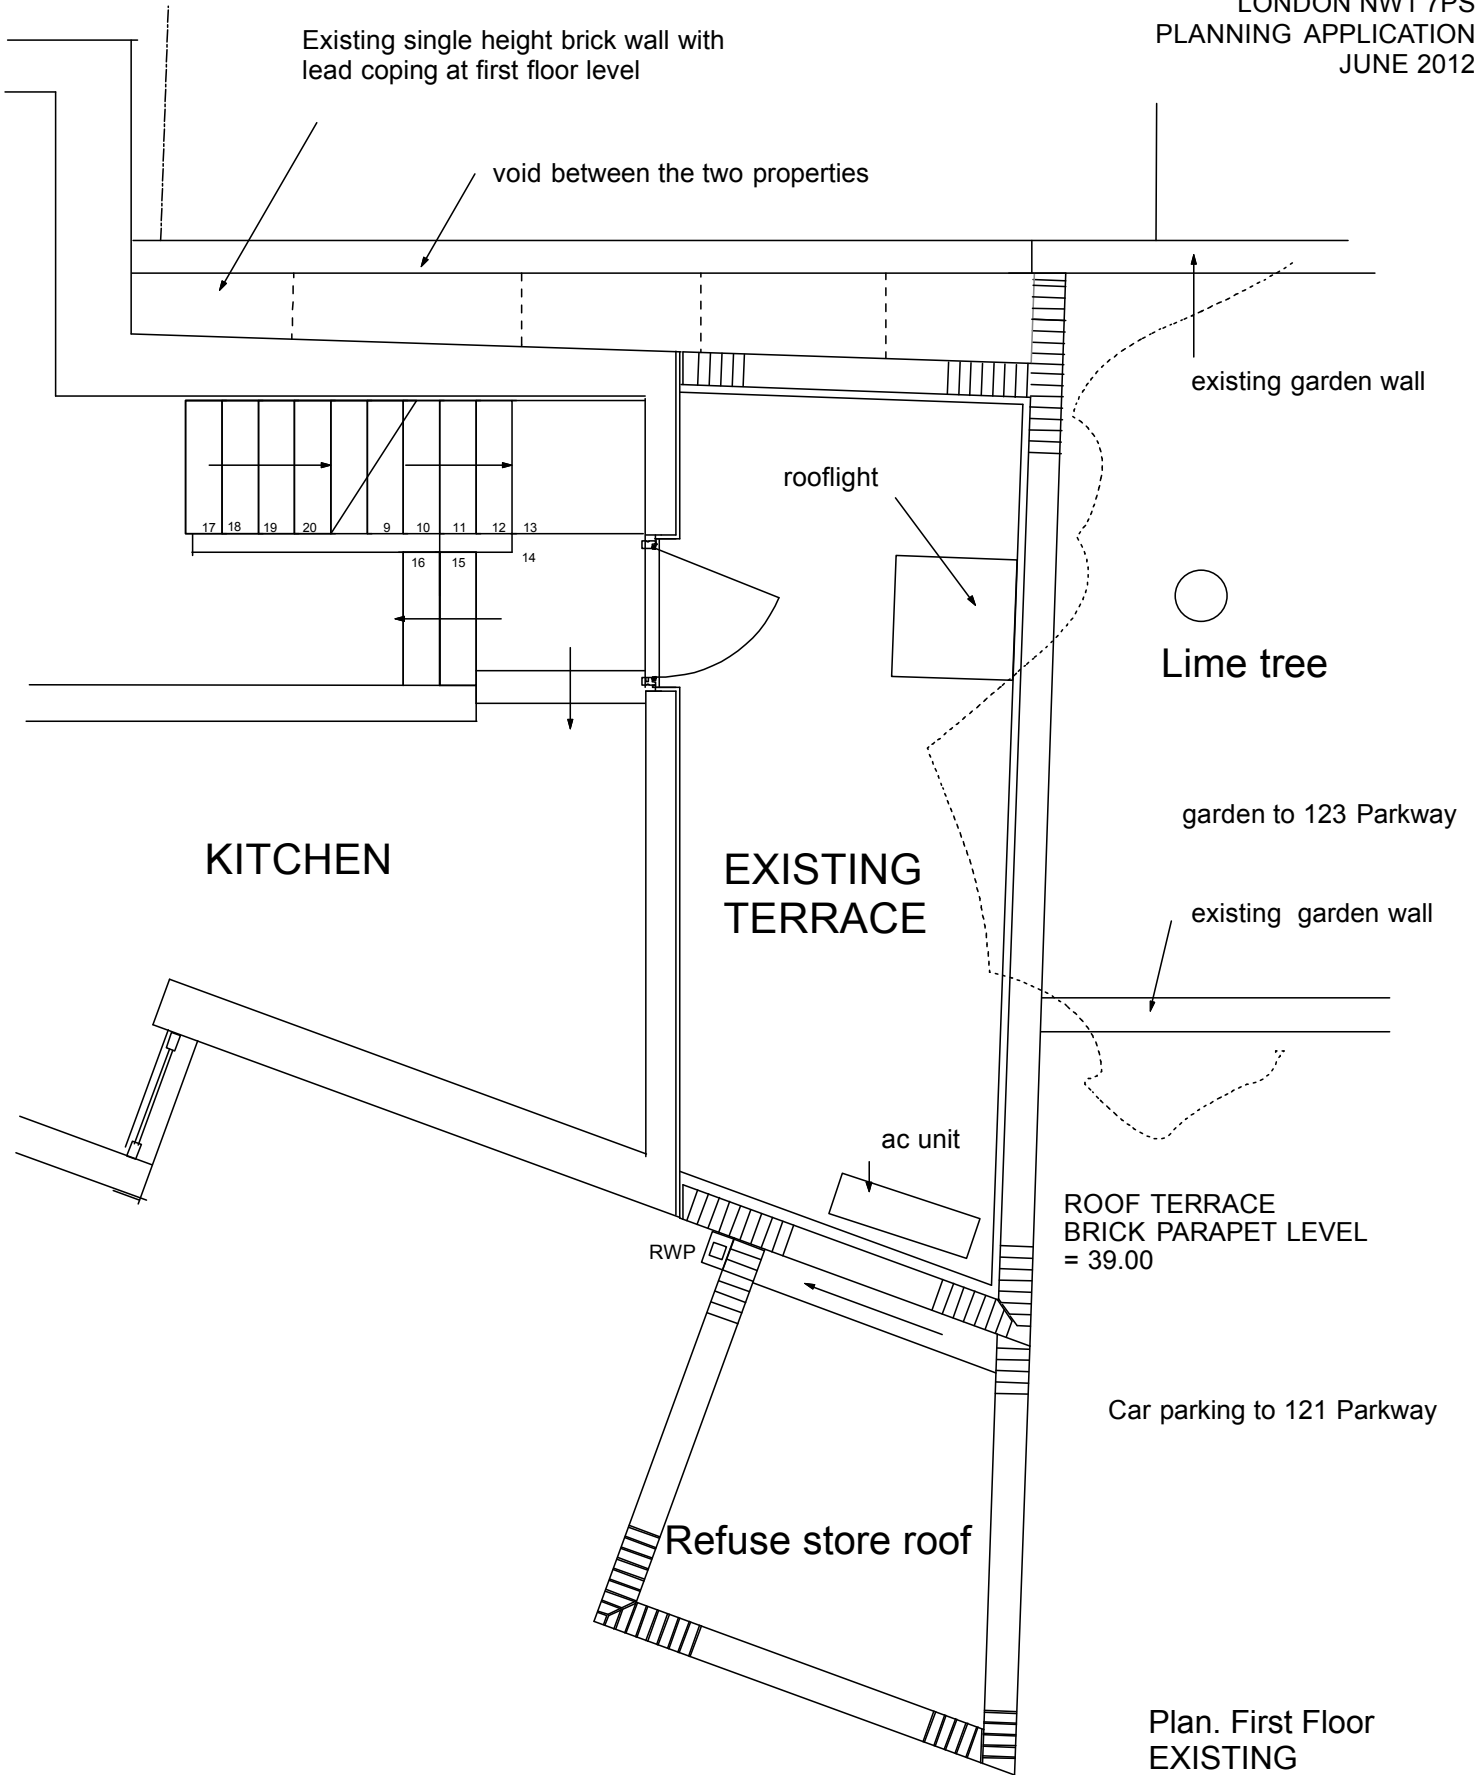 LONDON NW1 7PS
PLANNING APPLICATION
JUNE 2012
Existing single height brick wall with
lead coping at first floor level
void between the two properties
existing garden wall
rooflight
17 18 19 20 9 10 11 12 13
16 15 14
Lime tree
garden to 123 Parkway
KITCHEN
EXISTING
TERRACE
existing garden wall
ac unit
ROOF TERRACE
BRICK PARAPET LEVEL
= 39.00
RWP
Car parking to 121 Parkway
Refuse store roof
Plan. First Floor
EXISTING